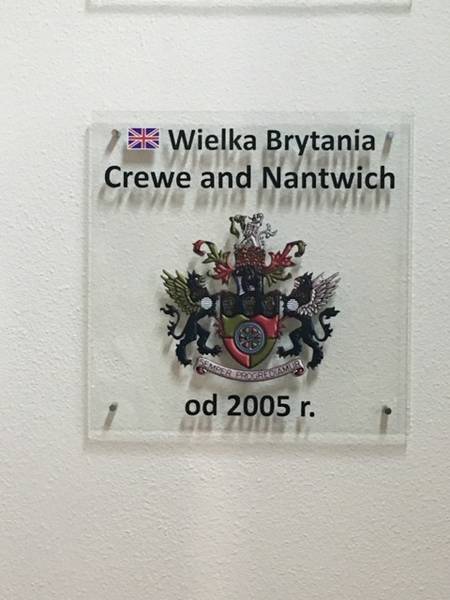 Wielka Brytania
Crewe and Nantwich
SEMPER PROGREDIAMUR
od 2005 r.